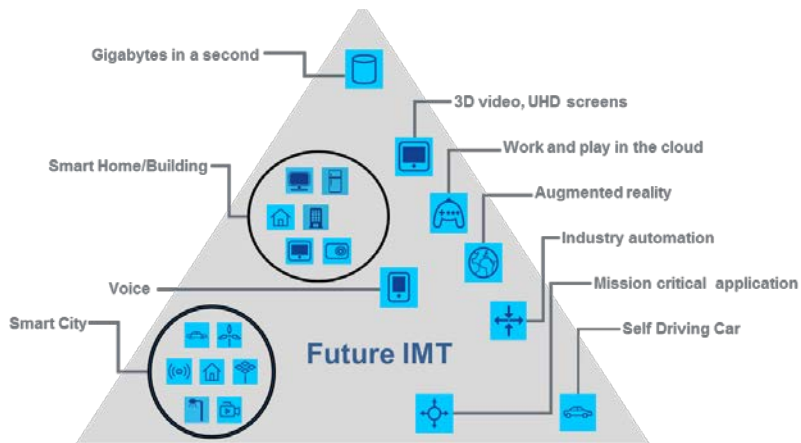 Gigabytes in a second
3D video, UHD screens
Work and play in the cloud
Smart Home/Building
Augmented reality
Industry automation
Mission critical application
Voice
Smart City
Self Driving Car
Future IMT